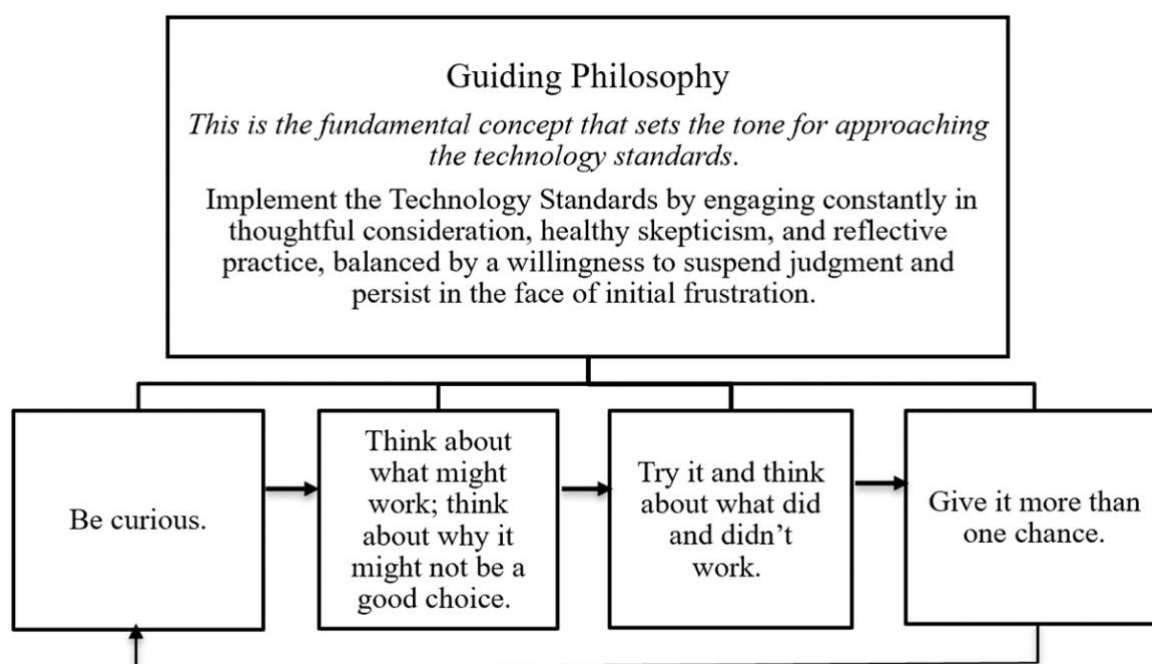 Guiding Philosophy
This is the fundamental concept that sets the tone for approaching
the technology standards.
Implement the Technology Standards by engaging constantly in
thoughtful consideration, healthy skepticism, and reflective
practice, balanced by a willingness to suspend judgment and
persist in the face of initial frustration.
Be curious.
Think about
what might
work; think
about why it
might not be a
good choice.
Try it and think
about what did
and didn’t
work.
Give it more than
one chance.